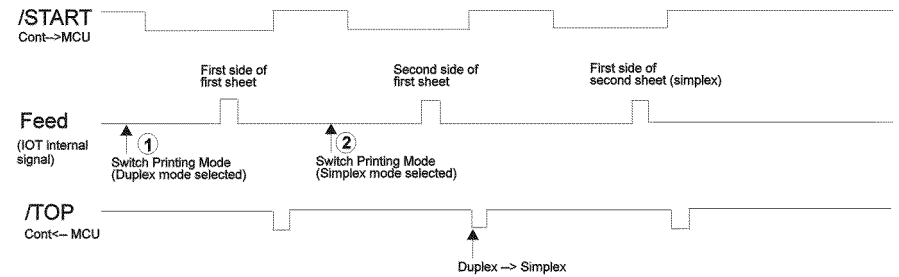 /START
Cont-->MCU
First side of
first sheet
Second side of
first sheet
First side of
second sheet (simplex)
Feed
(IOT internal
signal)
1
Switch Printing Mode
(Duplex mode selected)
2
Switch Printing Mode
(Simplex mode selected)
/TOP
Cont<-- MCU
Duplex --> Simplex